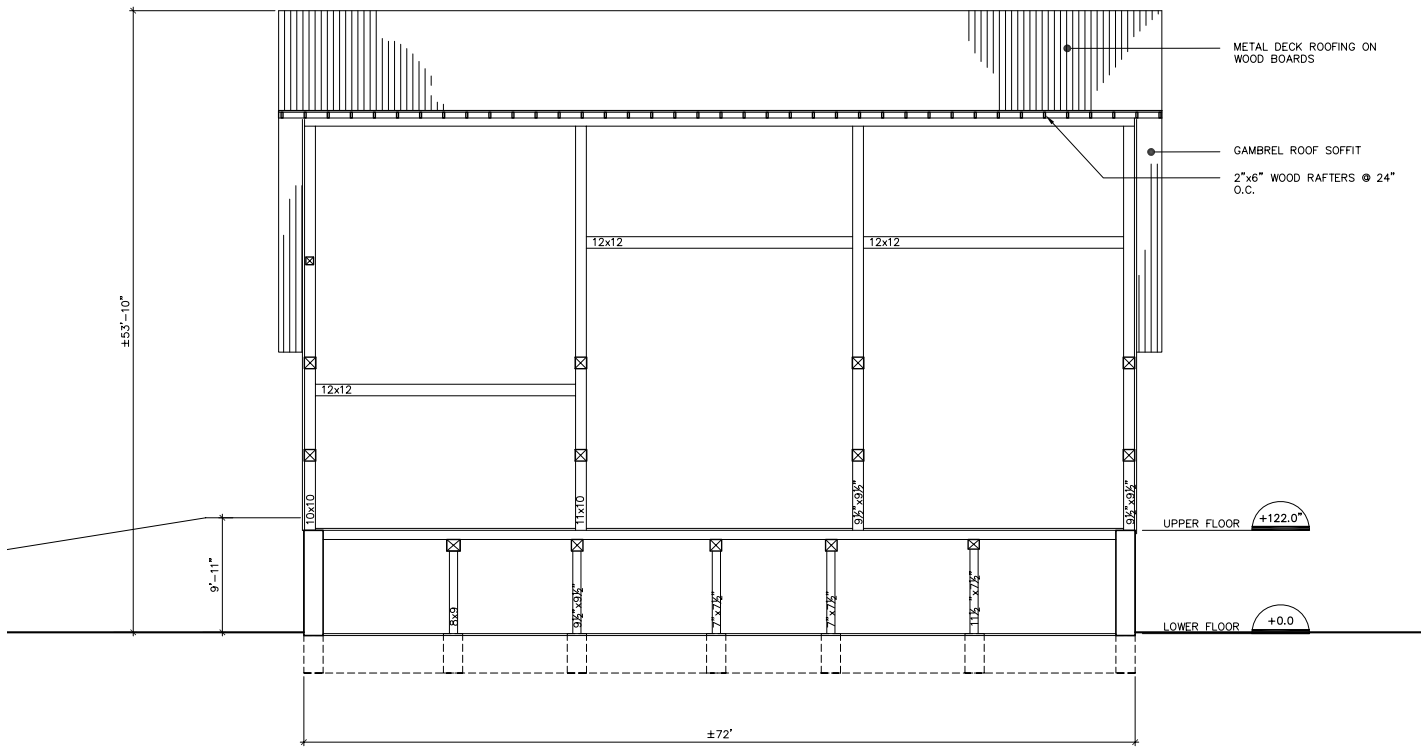 METAL DECK ROOFING ON
WOOD BOARDS
GAMBREL ROOF SOFFIT
2"x6" WOOD RAFTERS @ 24"
O.C.
12x12
12x12
±53'-10"
12x12
10x10
11x10
9½"x9½"
9½"x9½"
UPPER FLOOR
+122.0"
9'-11"
8x9
9½"x9½"
7"x7½"
7"x7½"
11½"x7½"
LOWER FLOOR
+0.0
±72'